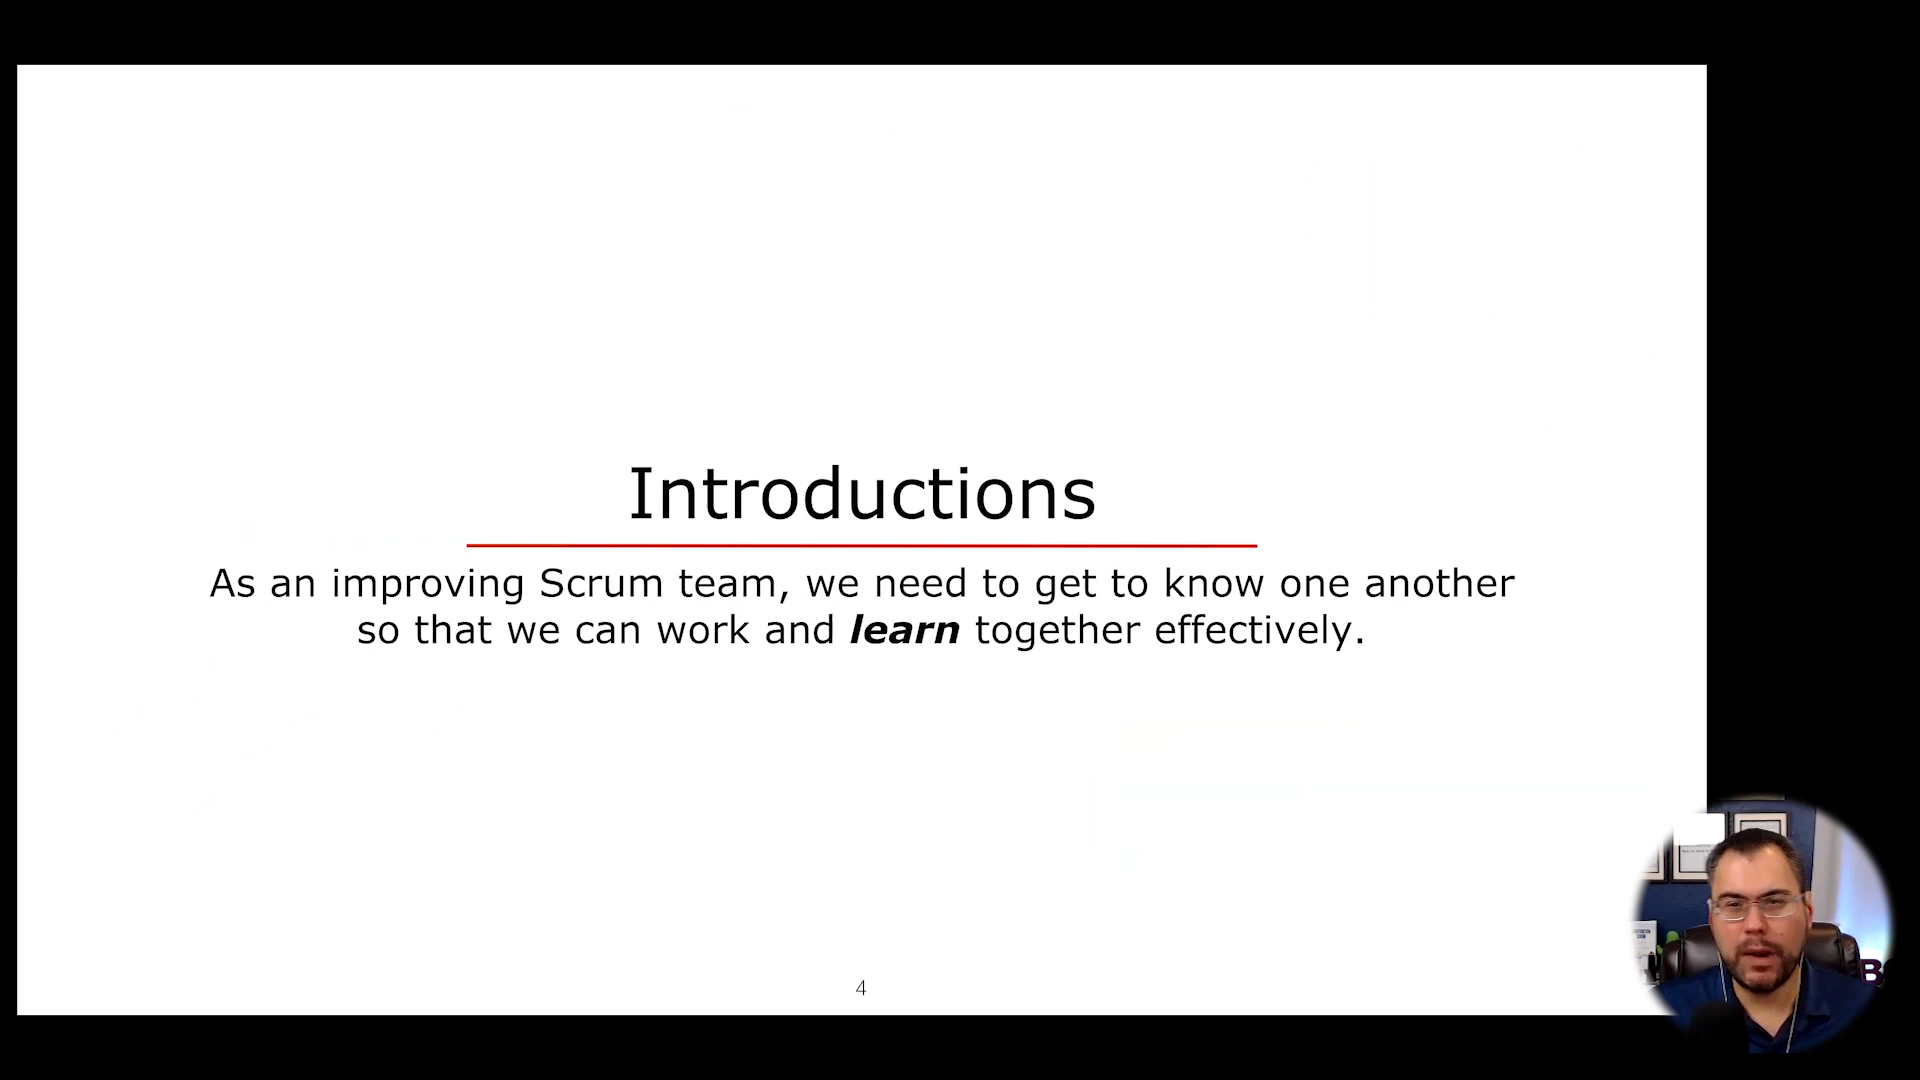 Introductions
As an improving Scrum team, we need to get to know one another
so that we can work and learn together effectively.
4
B